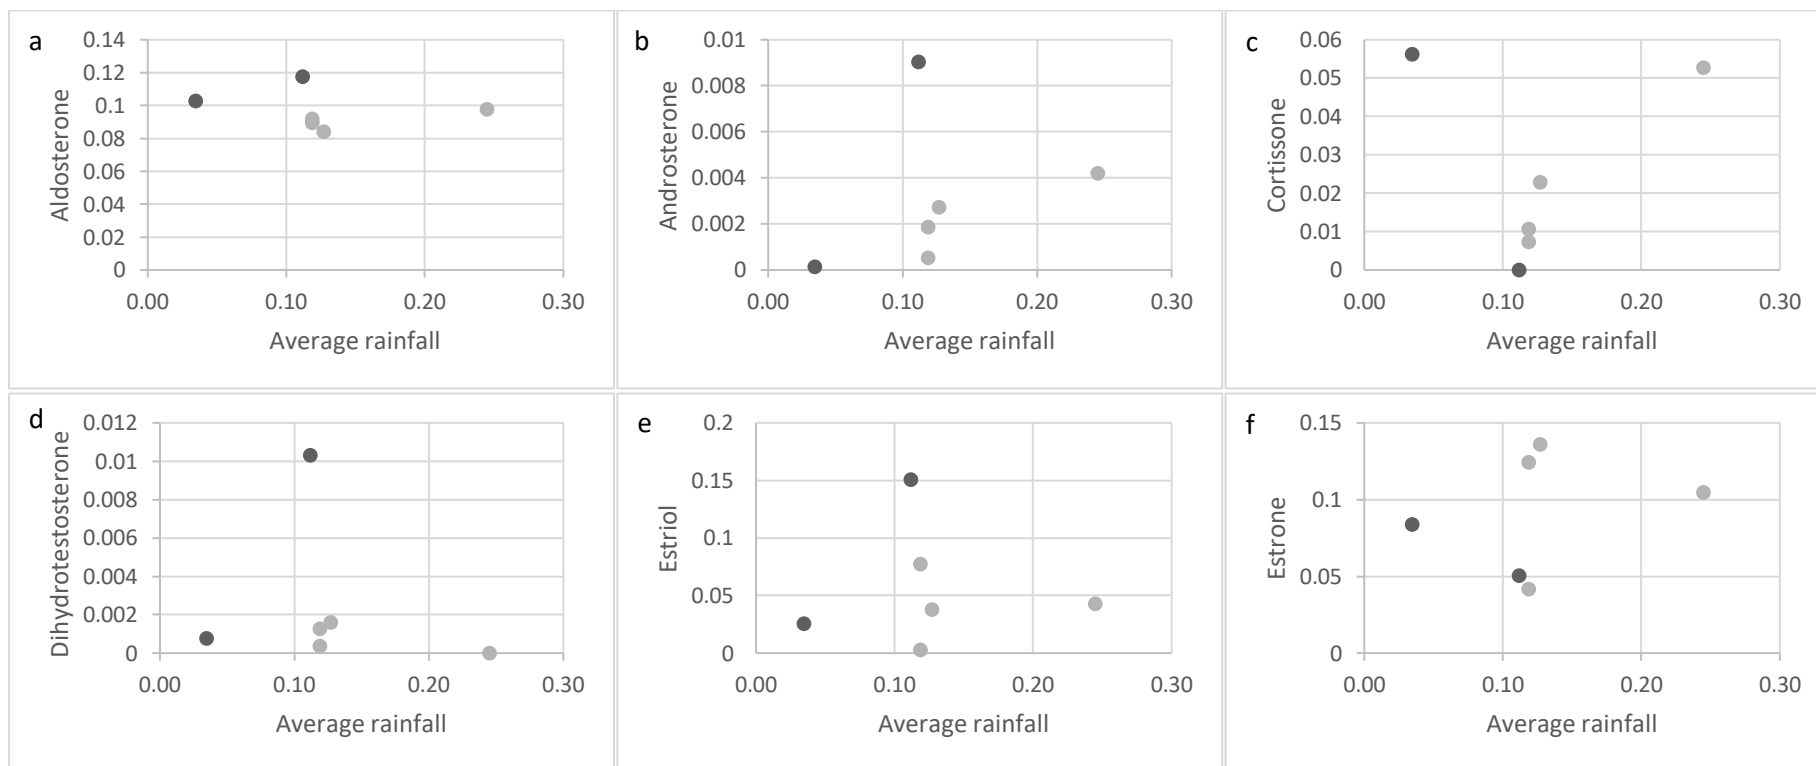 a
Aldosterone
0.14
0.12
0.1
0.08
0.06
0.04
0.02
0
0.00 0.10 0.20 0.30
Average rainfall
b
Androsterone
0.01
0.008
0.006
0.004
0.002
0
0.00 0.10 0.20 0.30
Average rainfall
c
Cortissone
0.06
0.05
0.04
0.03
0.02
0.01
0
0.00 0.10 0.20 0.30
Average rainfall
d
Dihydrotestosterone
0.012
0.01
0.008
0.006
0.004
0.002
0
0.00 0.10 0.20 0.30
Average rainfall
e
Estriol
0.2
0.15
0.1
0.05
0
0.00 0.10 0.20 0.30
Average rainfall
f
Estrone
0.15
0.1
0.05
0
0.00 0.10 0.20 0.30
Average rainfall